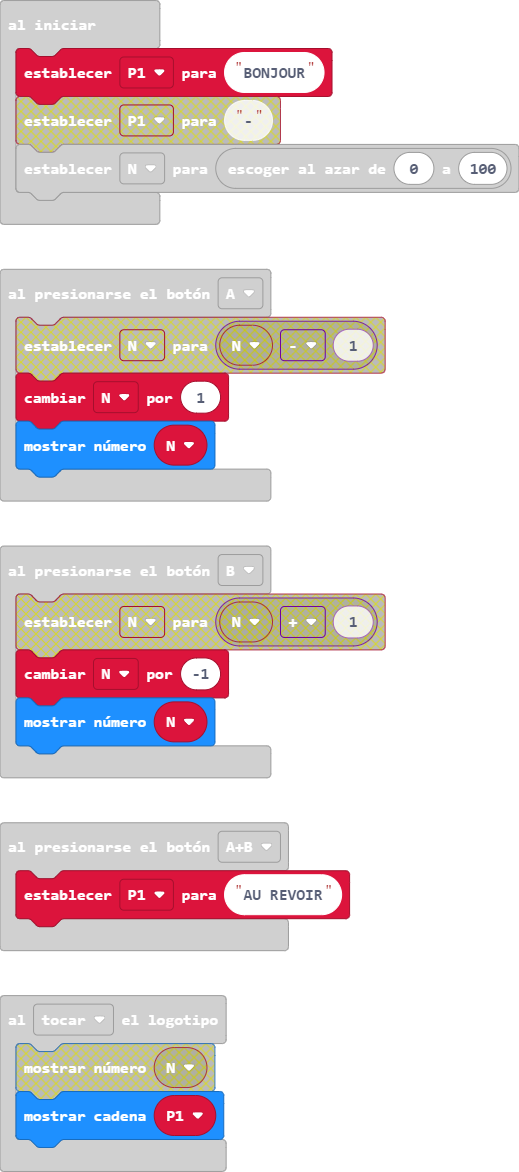 al iniciar
establecer P1 para "BONJOUR"
establecer P1 para "-"
establecer N para escoger al azar de 0 a 100
al presionarse el botón A
establecer N para N - 1
cambiar N por 1
mostrar número N
al presionarse el botón B
establecer N para N + 1
cambiar N por -1
mostrar número N
al presionarse el botón A+B
establecer P1 para "AU REVOIR"
al tocar el logotipo
mostrar número N
mostrar cadena P1